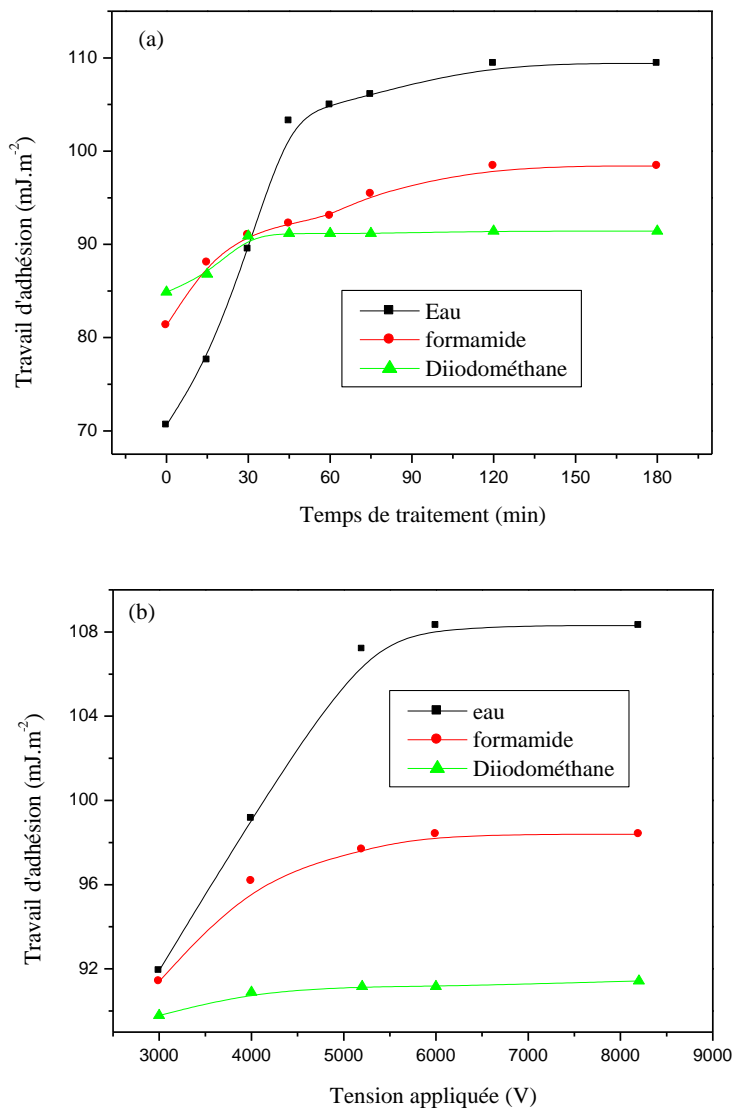 (a)
110
100
90
80
70
Travail d'adhésion (mJ.m-2)
Eau
formamide
Diiodométhane
0 30 60 90 120 150 180
Temps de traitement (min)
(b)
108
104
100
96
92
Travail d'adhésion (mJ.m-2)
eau
formamide
Diiodométhane
3000 4000 5000 6000 7000 8000 9000
Tension appliquée (V)